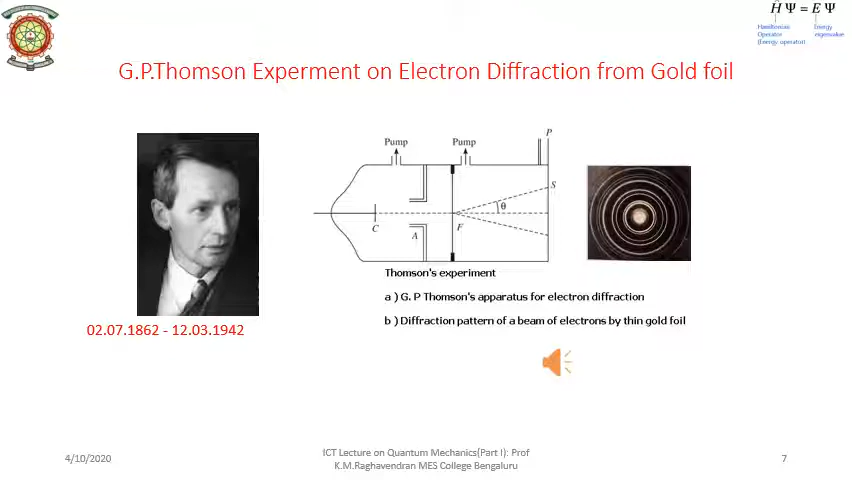 Ĥ Ψ = E Ψ
Hamiltonian
Operator
(Energy operator)
Energy
eigenvalue
G.P.Thomson Experment on Electron Diffraction from Gold foil
Pump
Pump
P
S
θ
C
A
F
Thomson's experiment
a ) G. P Thomson's apparatus for electron diffraction
b ) Diffraction pattern of a beam of electrons by thin gold foil
02.07.1862 - 12.03.1942
4/10/2020
ICT Lecture on Quantum Mechanics(Part I): Prof
K.M.Raghavendran MES College Bengaluru
7